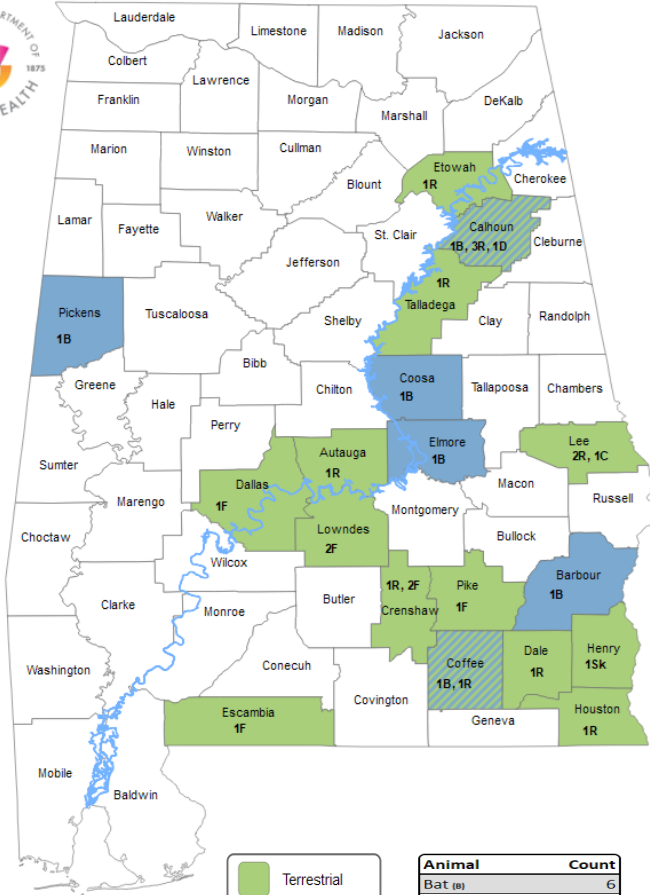 RTMENT OF
1875
HEALTH
Lauderdale
Limestone
Madison
Jackson
Colbert
Lawrence
Franklin
Morgan
DeKalb
Marshall
Marion
Winston
Cullman
Etowah
1R
Cherokee
Blount
Lamar
Fayette
Walker
St. Clair
Calhoun
1B, 3R, 1D
Cleburne
Jefferson
1R
Talladega
Pickens
1B
Tuscaloosa
Shelby
Clay
Randolph
Bibb
Greene
Hale
Chilton
Coosa
1B
Tallapoosa
Chambers
Perry
Autauga
1R
Elmore
1B
Lee
2R, 1C
Sumter
Dallas
1F
Macon
Russell
Marengo
Montgomery
Choctaw
Lowndes
2F
Bullock
Wilcox
Barbour
1B
Clarke
Monroe
Butler
1R, 2F
Crenshaw
Pike
1F
Washington
Conecuh
Coffee
1B, 1R
Dale
1R
Henry
1Sk
Covington
Escambia
1F
Geneva
Houston
1R
Mobile
Baldwin
Terrestrial
Animal Count
Bat (B) 6